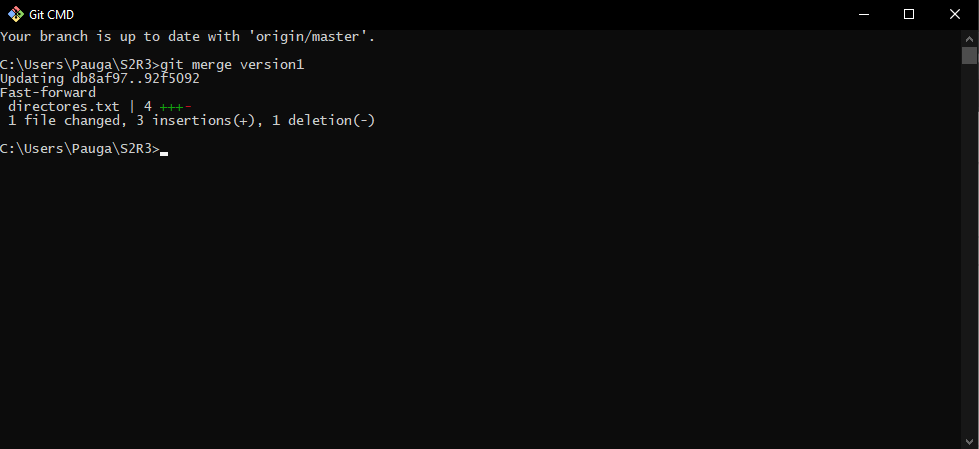 Git CMD
Your branch is up to date with 'origin/master'.
C:\Users\Pauga\S2R3>git merge version1
Updating db8af97..92f5092
Fast-forward
 directores.txt | 4 +++-
 1 file changed, 3 insertions(+), 1 deletion(-)
C:\Users\Pauga\S2R3>